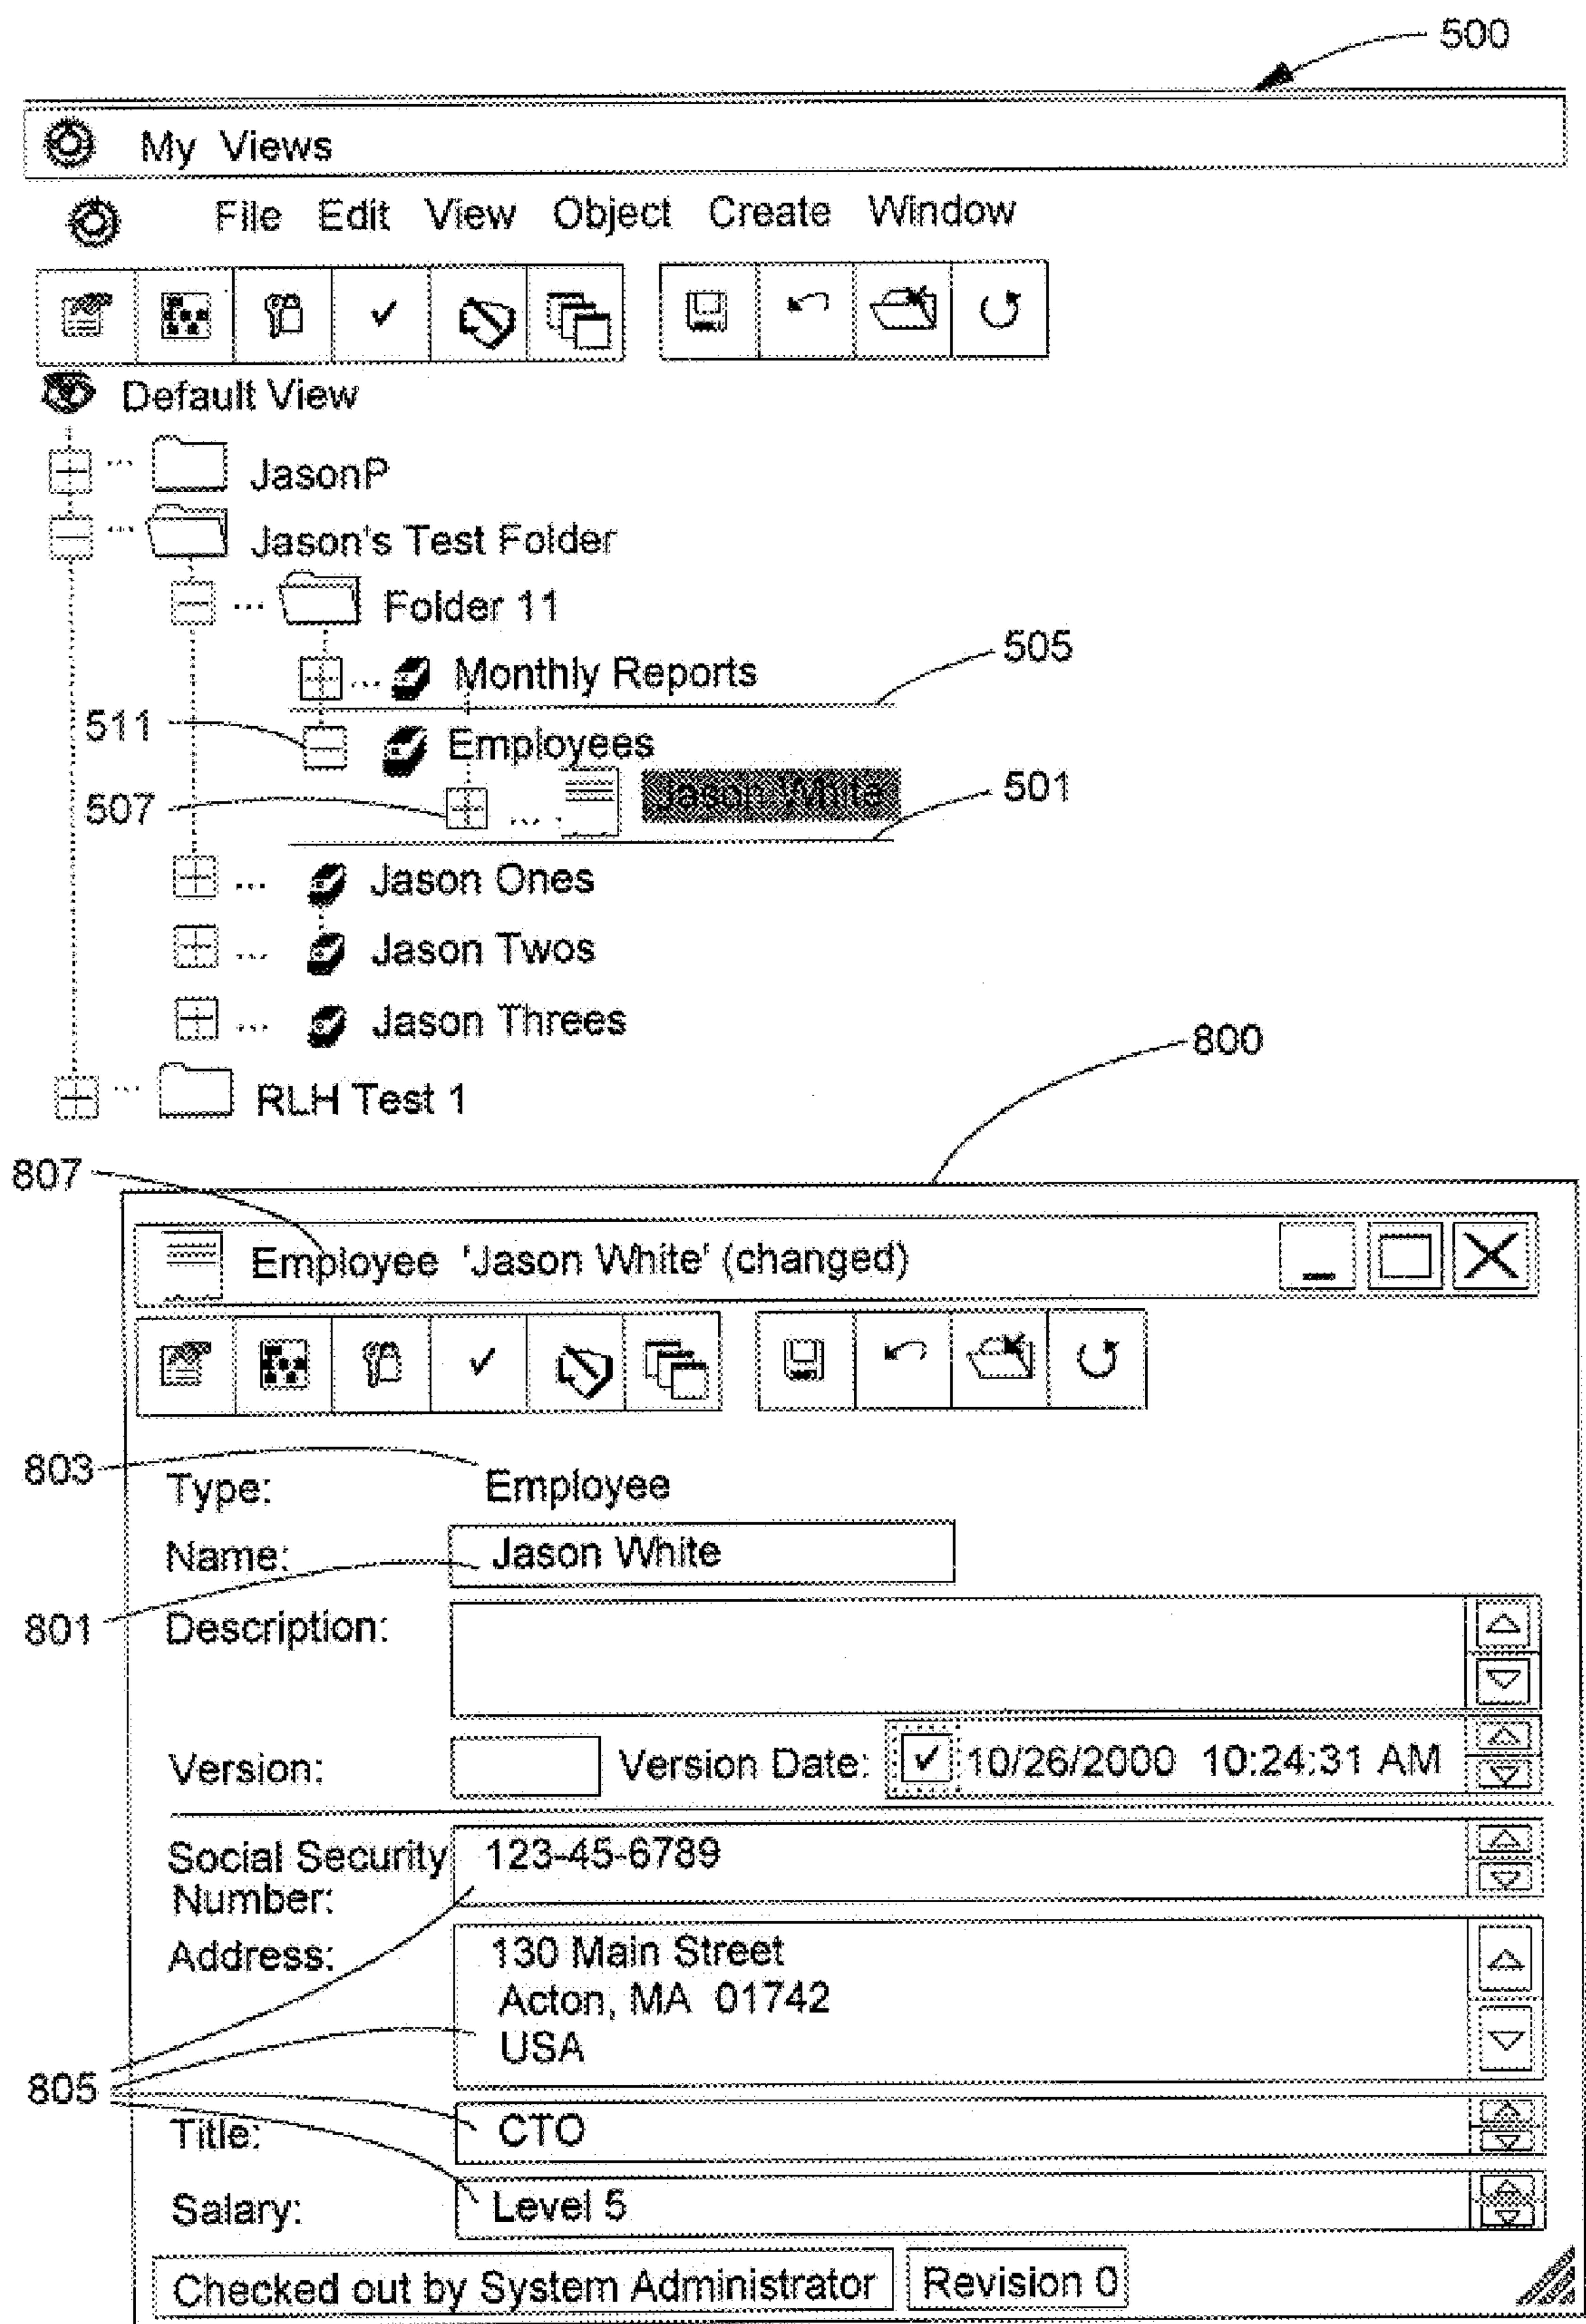 500
My Views
File Edit View Object Create Window
Default View
JasonP
Jason's Test Folder
Folder 11
505
Monthly Reports
511
Employees
Jason White
501
507
Jason Ones
Jason Twos
Jason Threes
800
RLH Test 1
807
Employee 'Jason White' (changed)
803
Type: Employee
Name: Jason White
801
Description:
Version: Version Date: 10/26/2000 10:24:31 AM
Social Security
Number: 123-45-6789
Address: 130 Main Street
Acton, MA 01742
USA
805
Title: CTO
Salary: Level 5
Checked out by System Administrator Revision 0